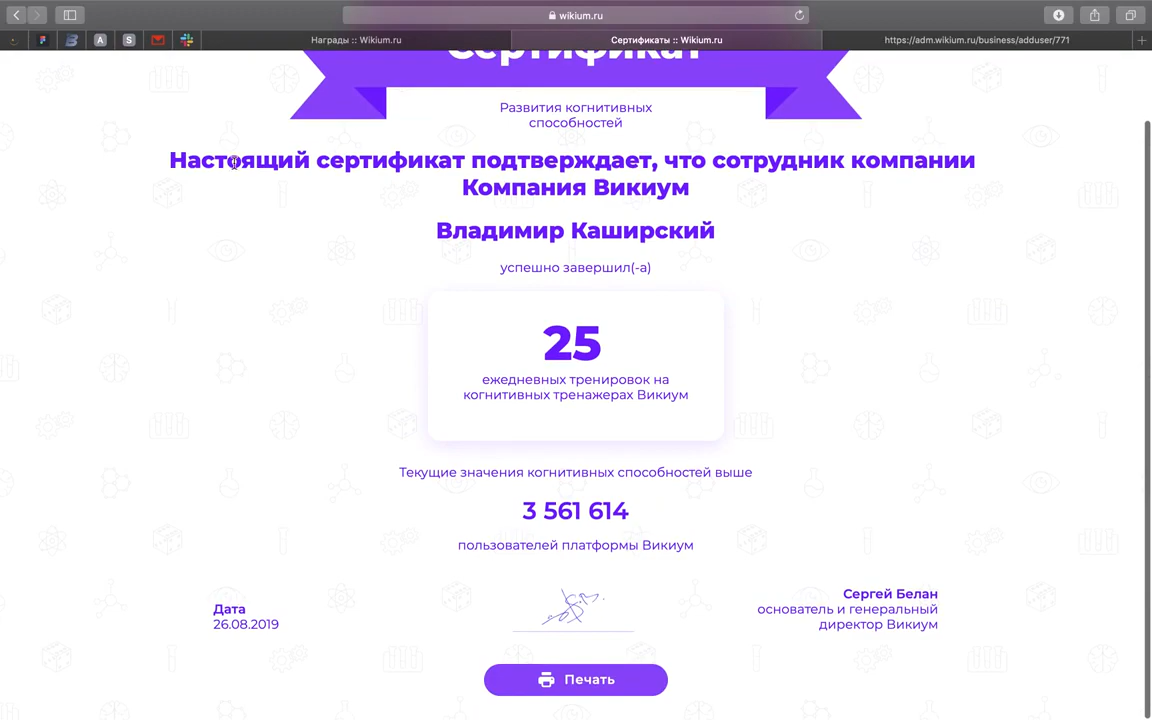 wikium.ru
A
S
Награды :: Wikium.ru
Сертификаты :: Wikium.ru
https://adm.wikium.ru/business/adduser/771
Сертификат
Развития когнитивных
способностей
Настоящий сертификат подтверждает, что сотрудник компании
Компания Викиум
Владимир Каширский
успешно завершил(-а)
25
ежедневных тренировок на
когнитивных тренажерах Викиум
Текущие значения когнитивных способностей выше
3 561 614
пользователей платформы Викиум
Дата
26.08.2019
Сергей Белан
основатель и генеральный
директор Викиум
Печать